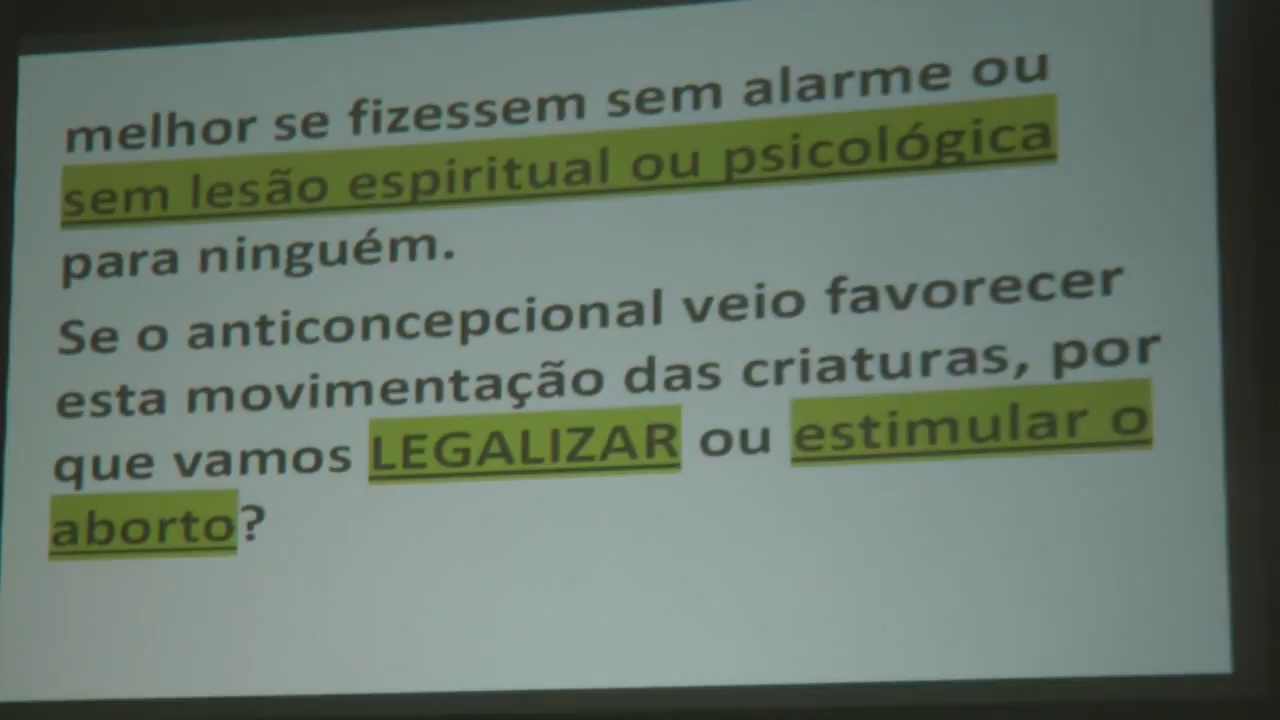 melhor se fizessem sem alarme ou
sem lesão espiritual ou psicológica
para ninguém.
Se o anticoncepcional veio favorecer
esta movimentação das criaturas, por
que vamos LEGALIZAR ou estimular o
aborto?